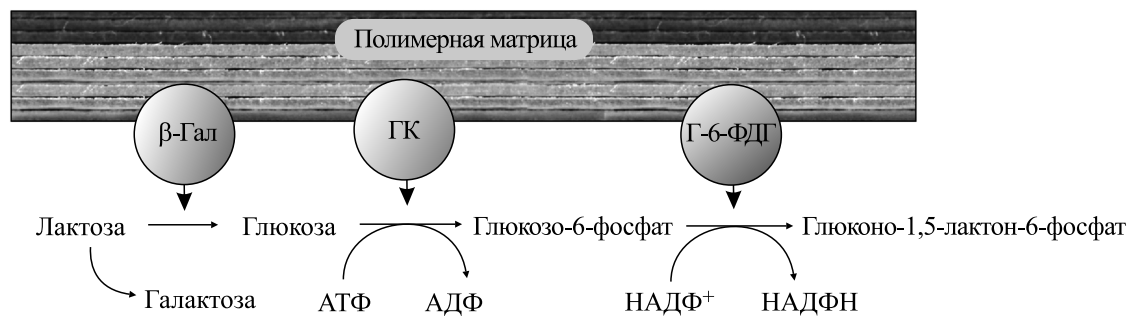 Полимерная матрица
β-Гал ГК Г-6-ФДГ
Лактоза Глюкоза Глюкозо-6-фосфат Глюконо-1,5-лактон-6-фосфат
Галактоза АТФ АДФ НАДФ⁺ НАДФН